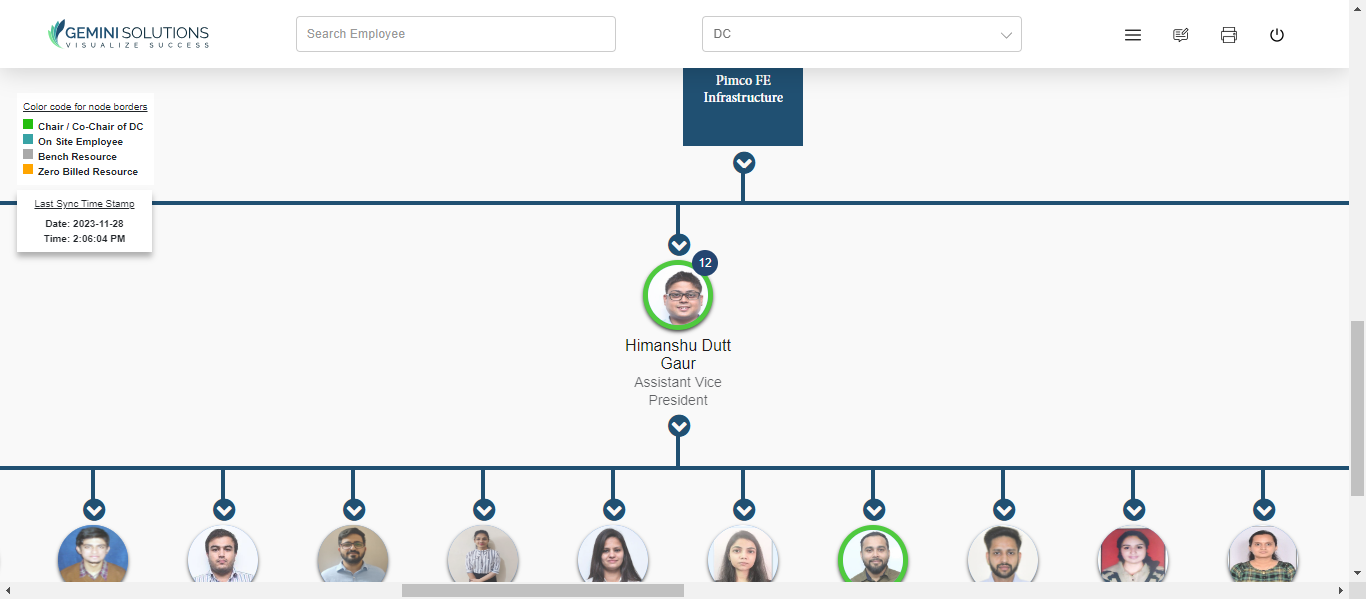 GEMINI SOLUTIONS
VISUALIZE SUCCESS
Search Employee
DC
Pimco FE
Infrastructure
Color code for node borders
Chair / Co-Chair of DC
On Site Employee
Bench Resource
Zero Billed Resource
Last Sync Time Stamp
Date: 2023-11-28
Time: 2:06:04 PM
12
Himanshu Dutt
Gaur
Assistant Vice
President